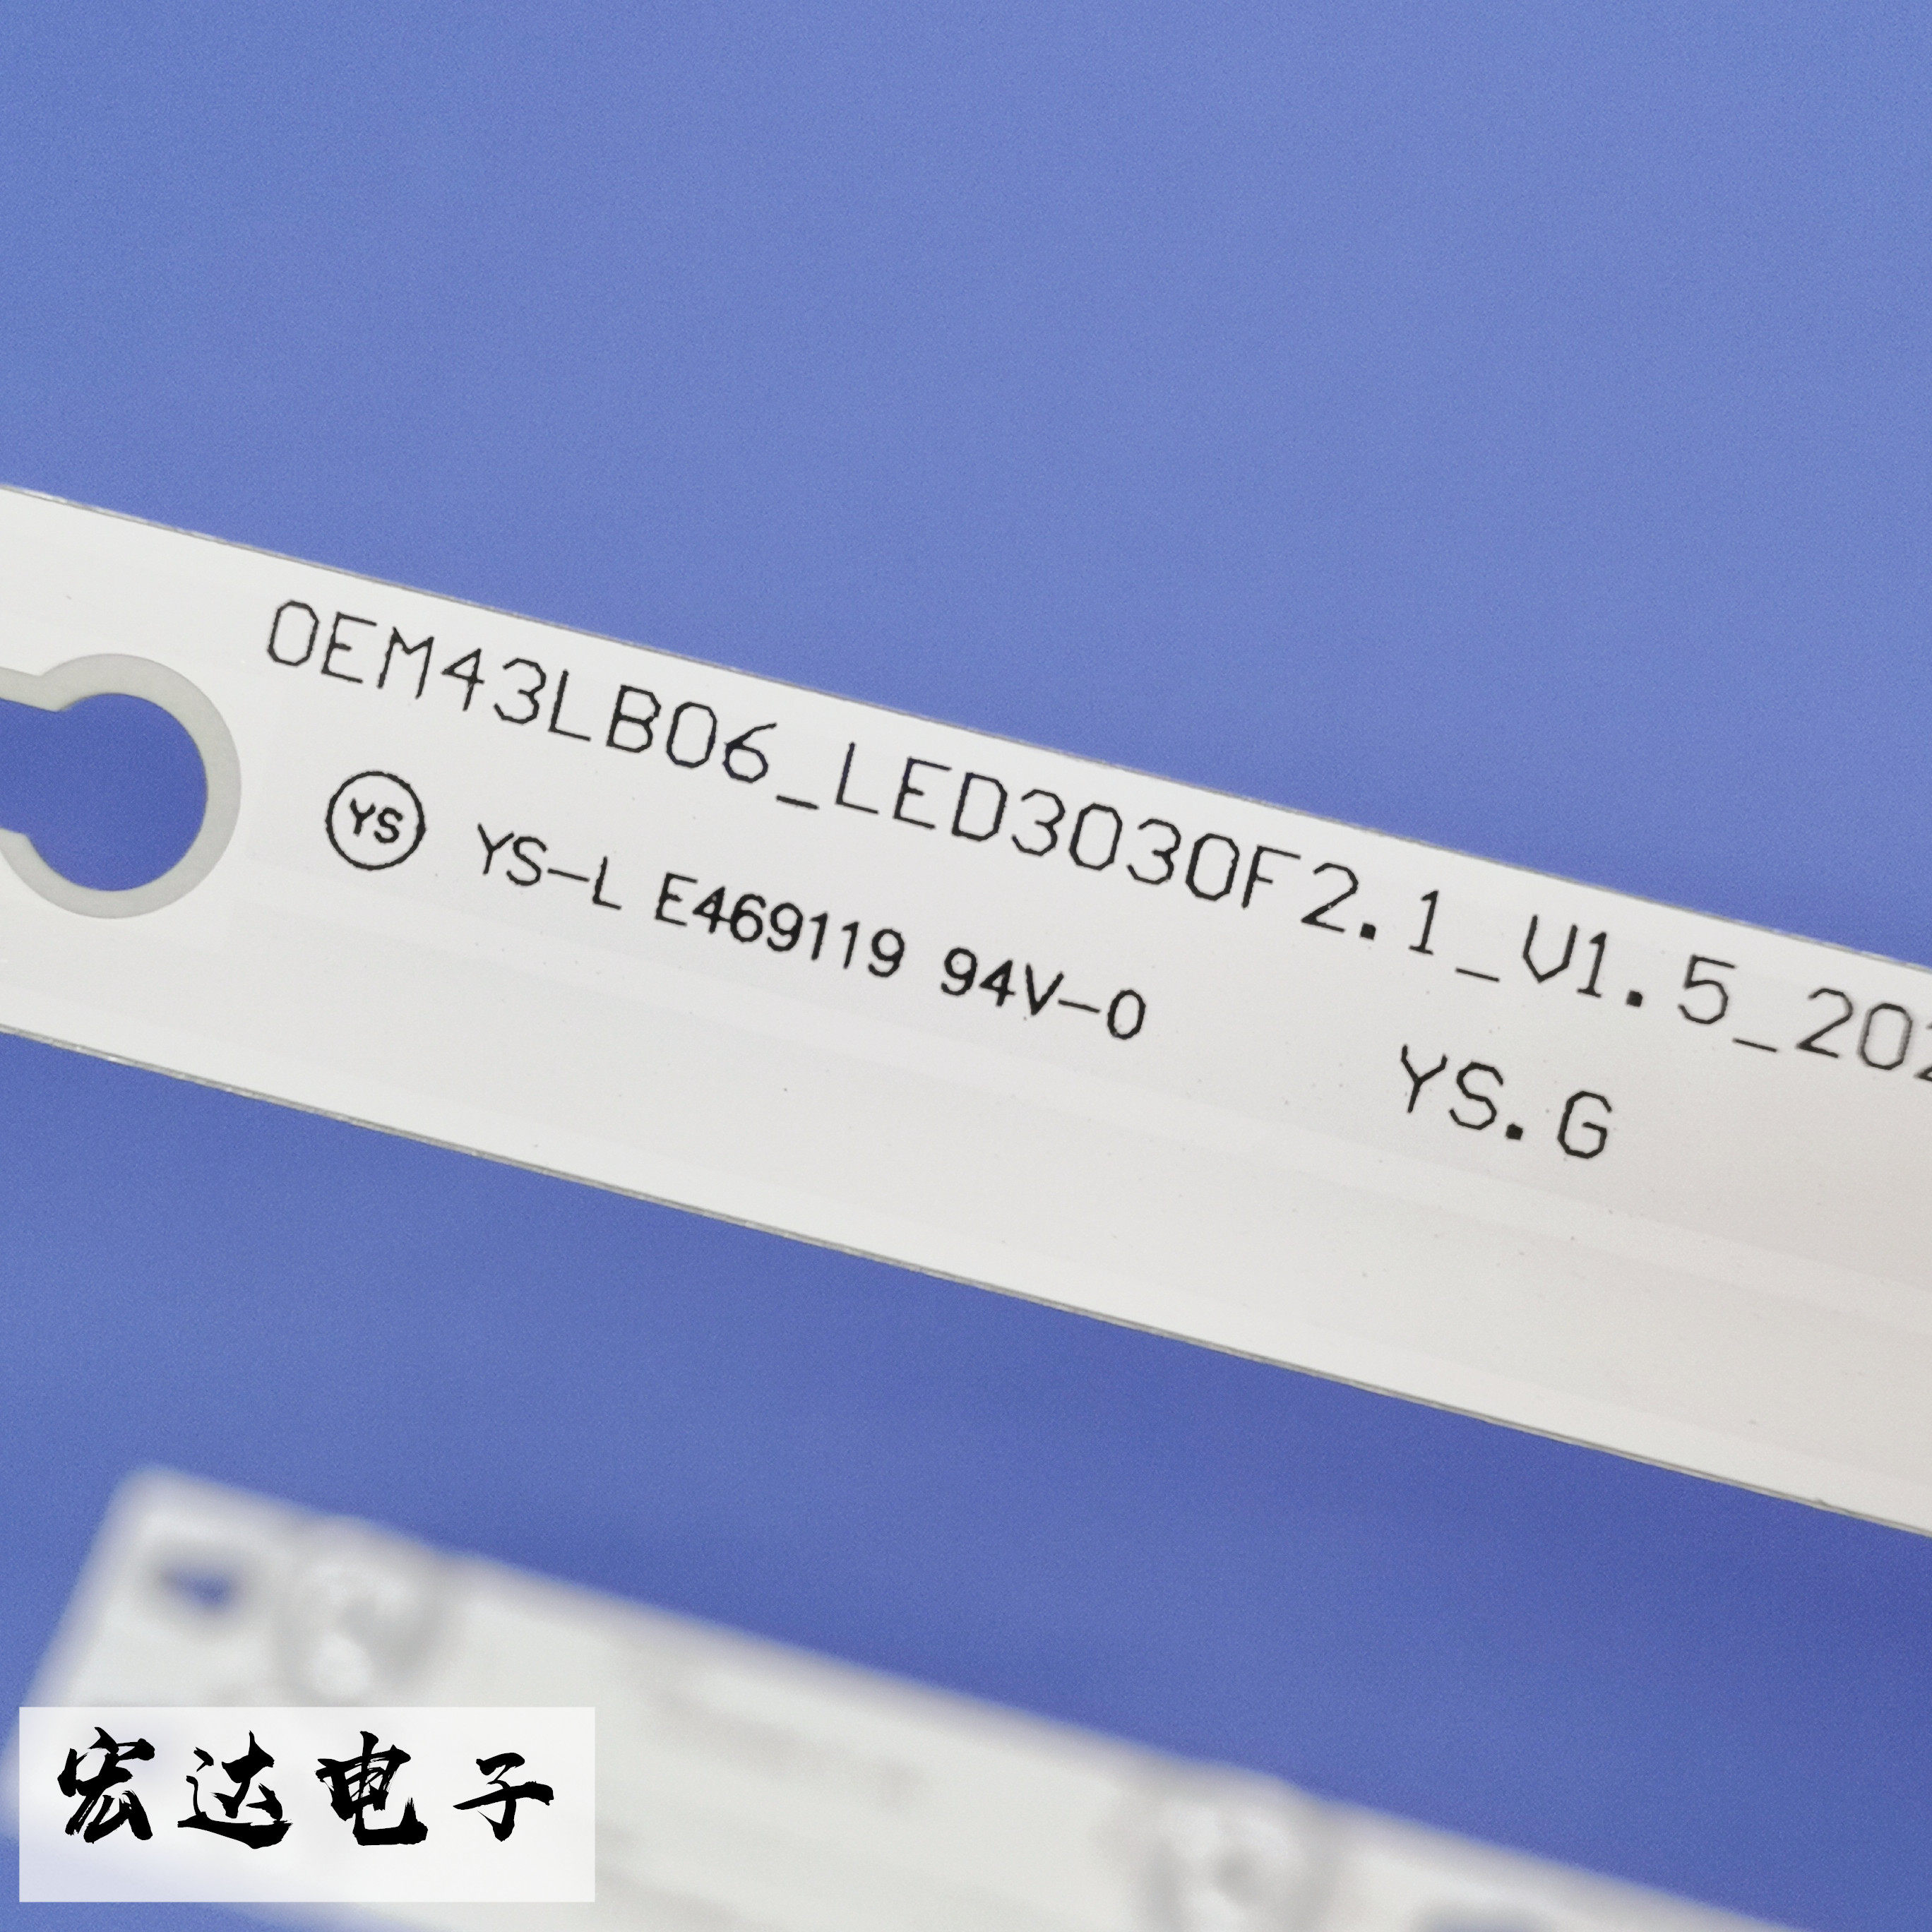 OEM43LB06_LED3030F2.1_V1.5_202
YS YS-L E469119 94V-0
YS.G
宏达电子